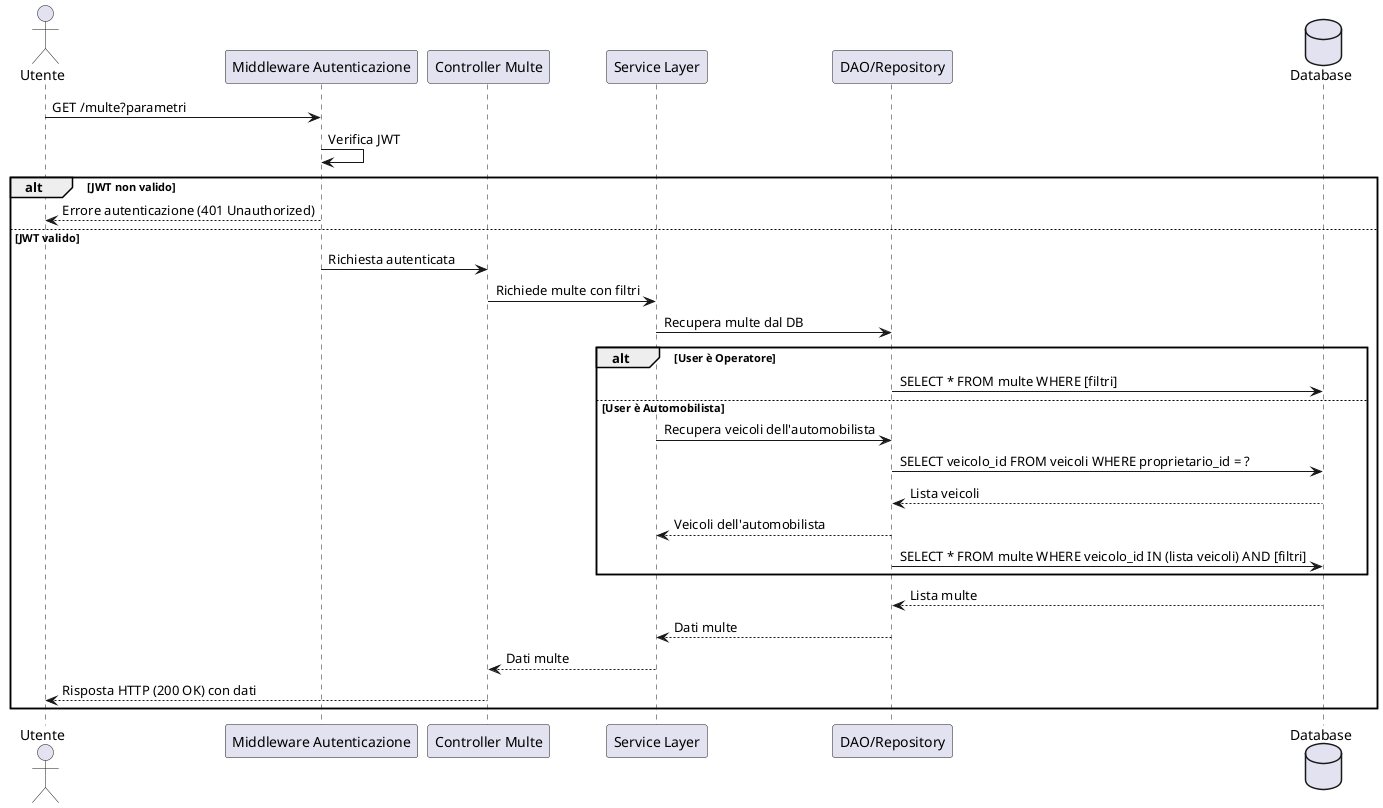 Utente
Middleware Autenticazione
Controller Multe
Service Layer
DAO/Repository
Database
GET /multe?parametri
Verifica JWT
alt [JWT non valido]
Errore autenticazione (401 Unauthorized)
[JWT valido]
Richiesta autenticata
Richiede multe con filtri
Recupera multe dal DB
alt [User è Operatore]
SELECT * FROM multe WHERE [filtri]
[User è Automobilista]
Recupera veicoli dell'automobilista
SELECT veicolo_id FROM veicoli WHERE proprietario_id = ?
Lista veicoli
Veicoli dell'automobilista
SELECT * FROM multe WHERE veicolo_id IN (lista veicoli) AND [filtri]
Lista multe
Dati multe
Dati multe
Risposta HTTP (200 OK) con dati
Utente
Middleware Autenticazione
Controller Multe
Service Layer
DAO/Repository
Database